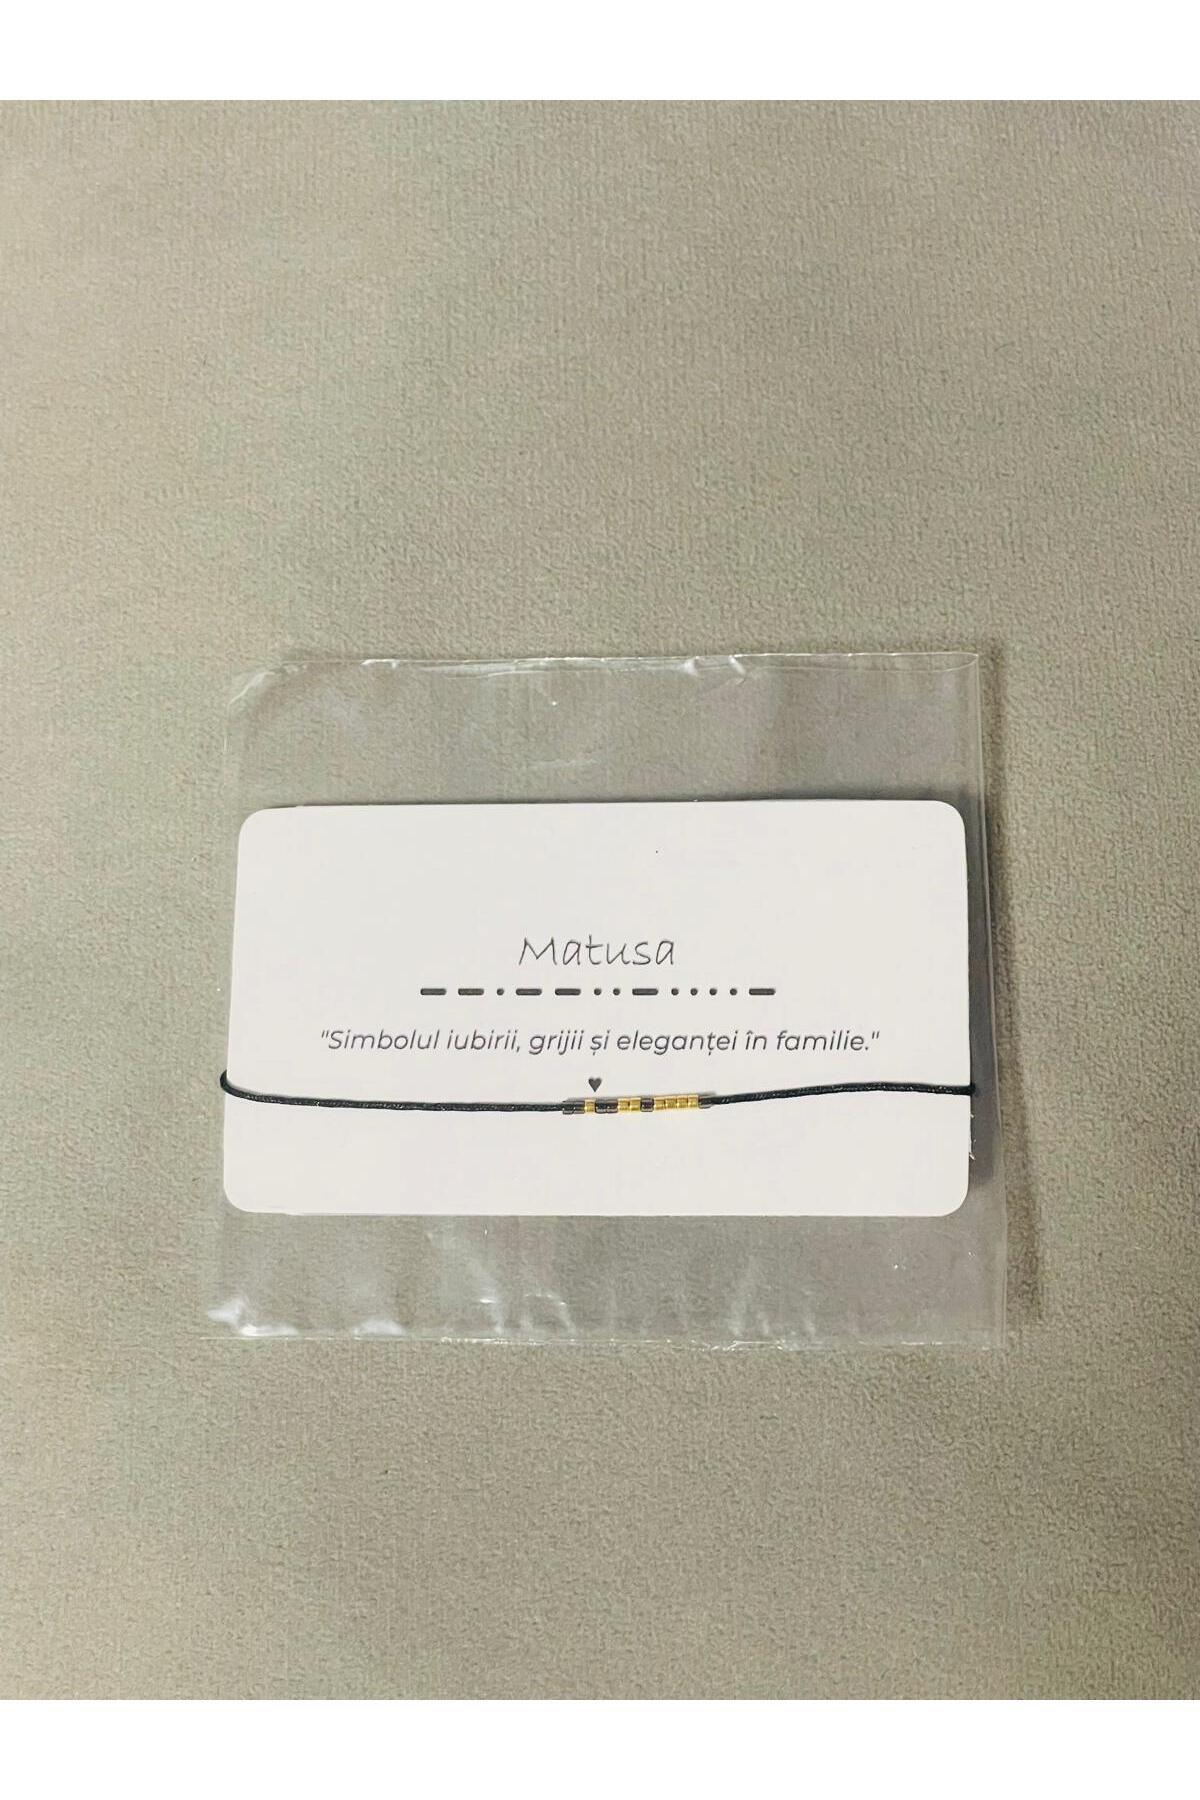 Matusa
— — · — — · · — · · · · —
"Simbolul iubirii, grijii și eleganței în familie."
♥